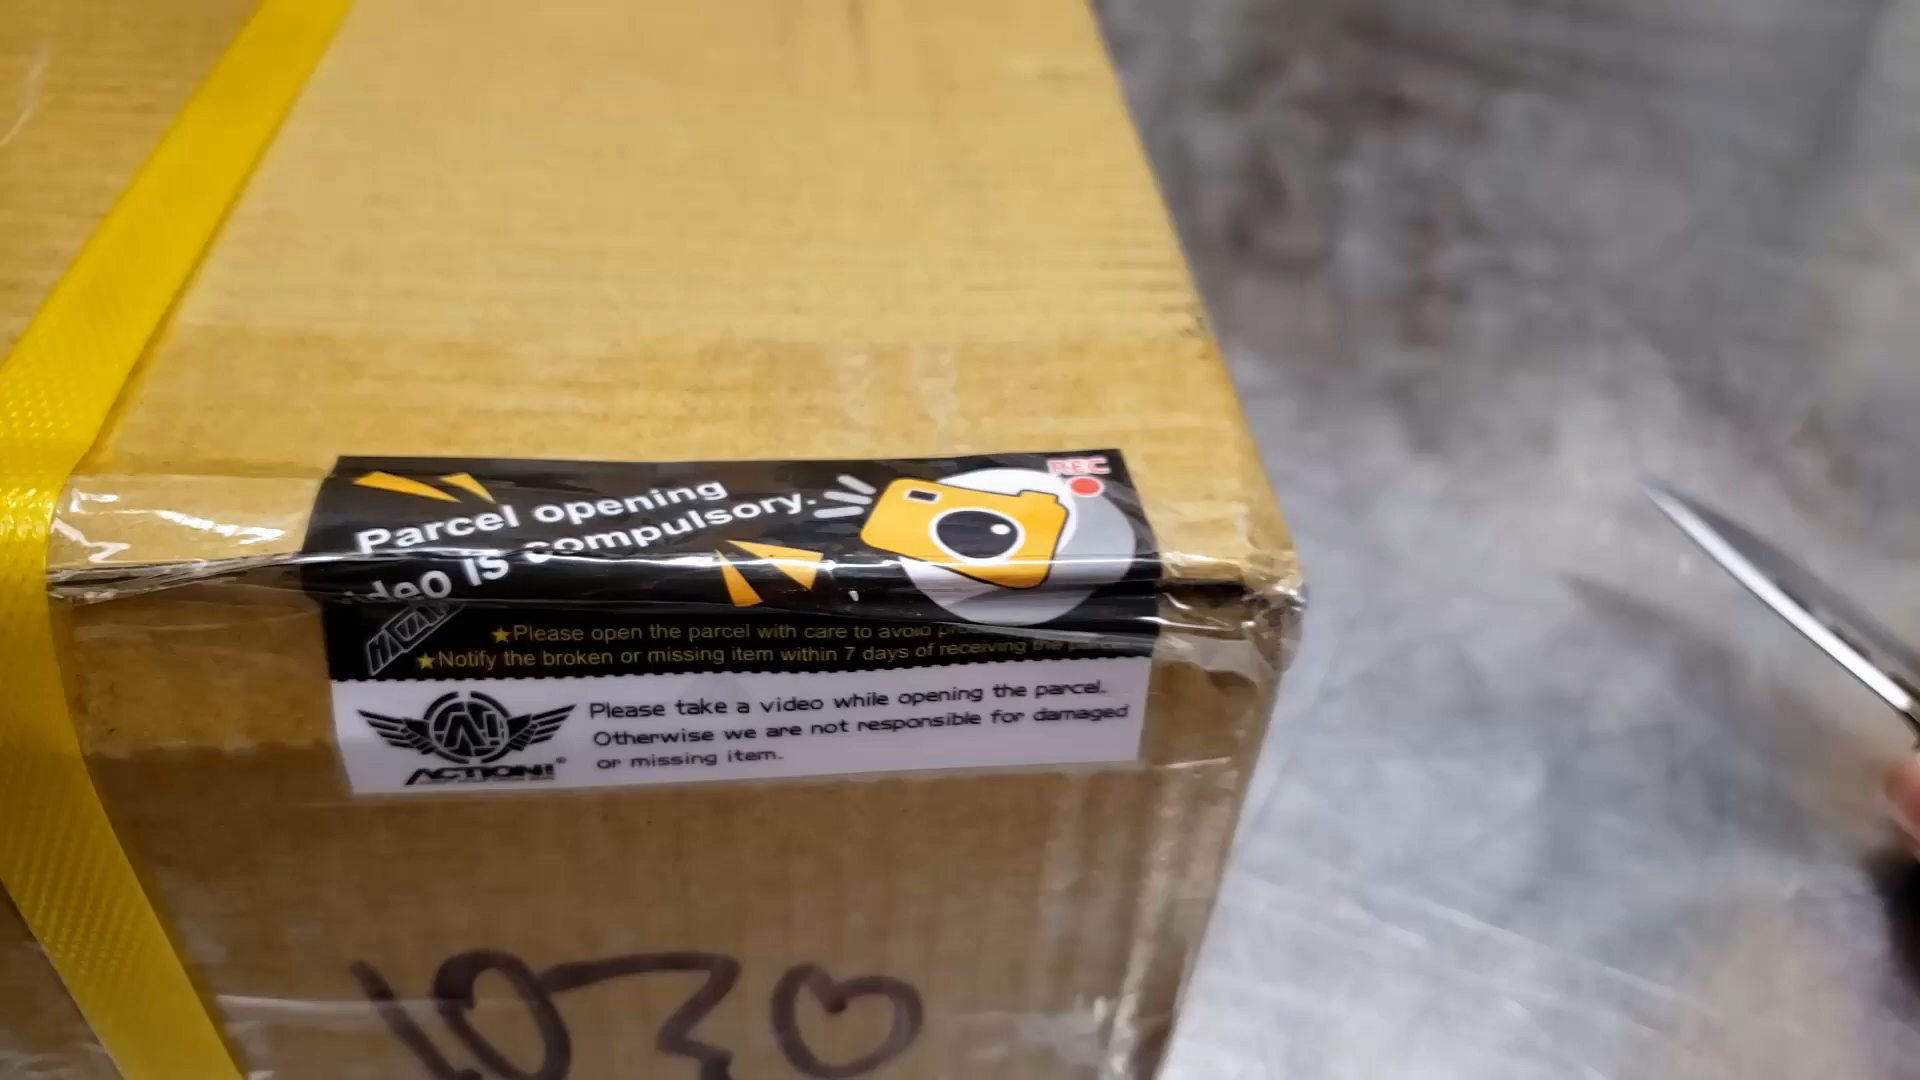 REC
Parcel opening
is compulsory.
★Please open the parcel with care to avoid
★Notify the broken or missing item within 7 days of receiving the
Please take a video while opening the parcel.
Otherwise we are not responsible for damaged
or missing item.
ACTION!®
1030